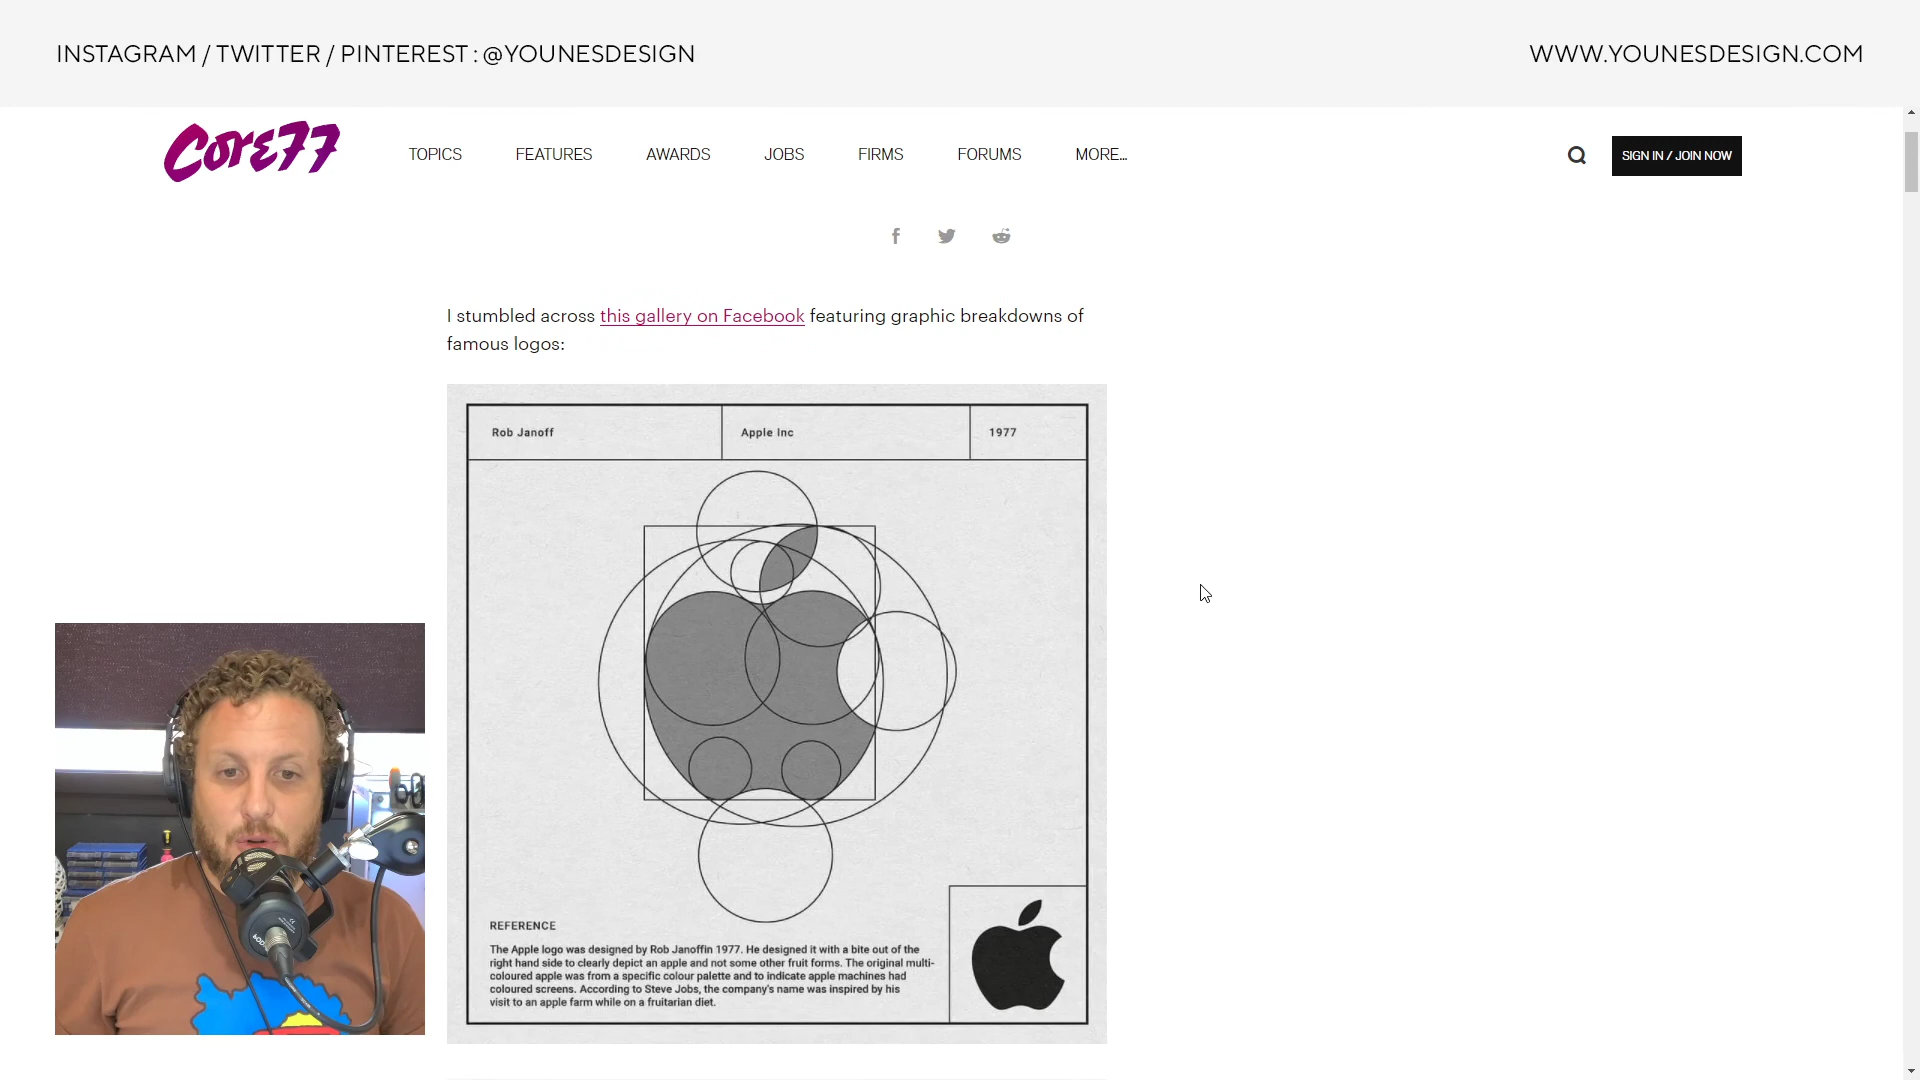 INSTAGRAM / TWITTER / PINTEREST : @YOUNESDESIGN
WWW.YOUNESDESIGN.COM
Core77
TOPICS
FEATURES
AWARDS
JOBS
FIRMS
FORUMS
MORE...
SIGN IN / JOIN NOW
I stumbled across this gallery on Facebook featuring graphic breakdowns of
famous logos:
Rob Janoff
Apple Inc
1977
REFERENCE
The Apple logo was designed by Rob Janoffin 1977. He designed it with a bite out of the
right hand side to clearly depict an apple and not some other fruit forms. The original multi-
coloured apple was from a specific colour palette and to indicate apple machines had
coloured screens. According to Steve Jobs, the company's name was inspired by his
visit to an apple farm while on a fruitarian diet.